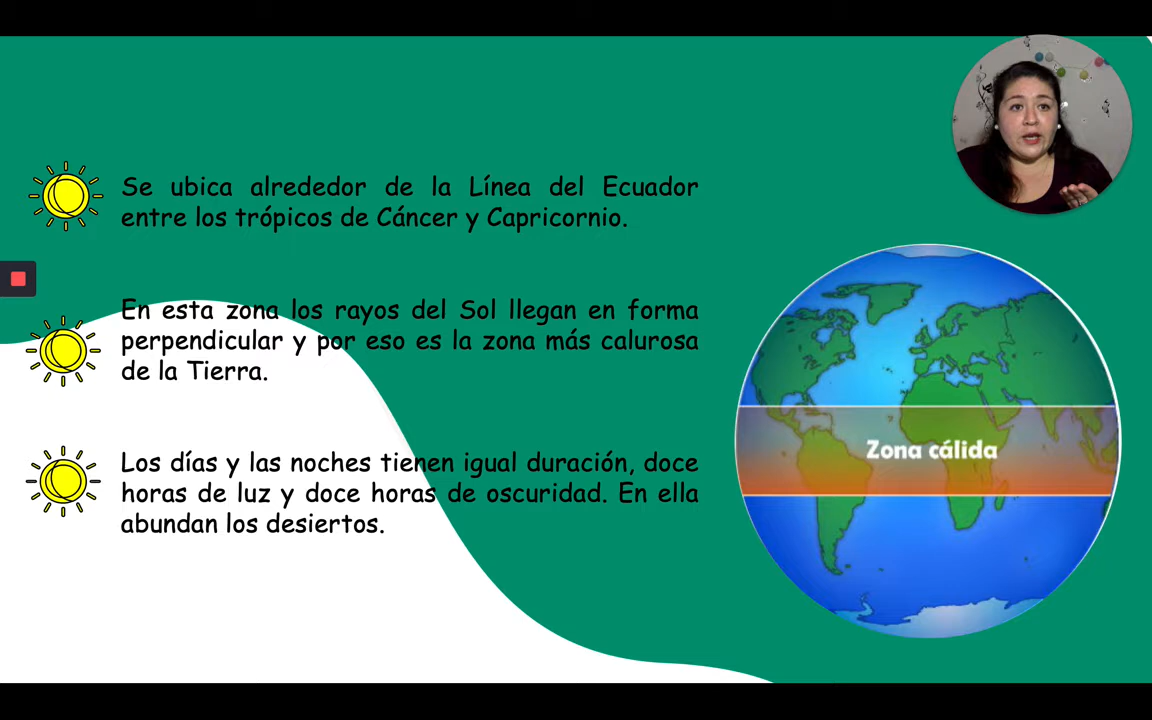 Se ubica alrededor de la Línea del Ecuador
entre los trópicos de Cáncer y Capricornio.
En esta zona los rayos del Sol llegan en forma
perpendicular y por eso es la zona más calurosa
de la Tierra.
Los días y las noches tienen igual duración, doce
horas de luz y doce horas de oscuridad. En ella
abundan los desiertos.
Zona cálida